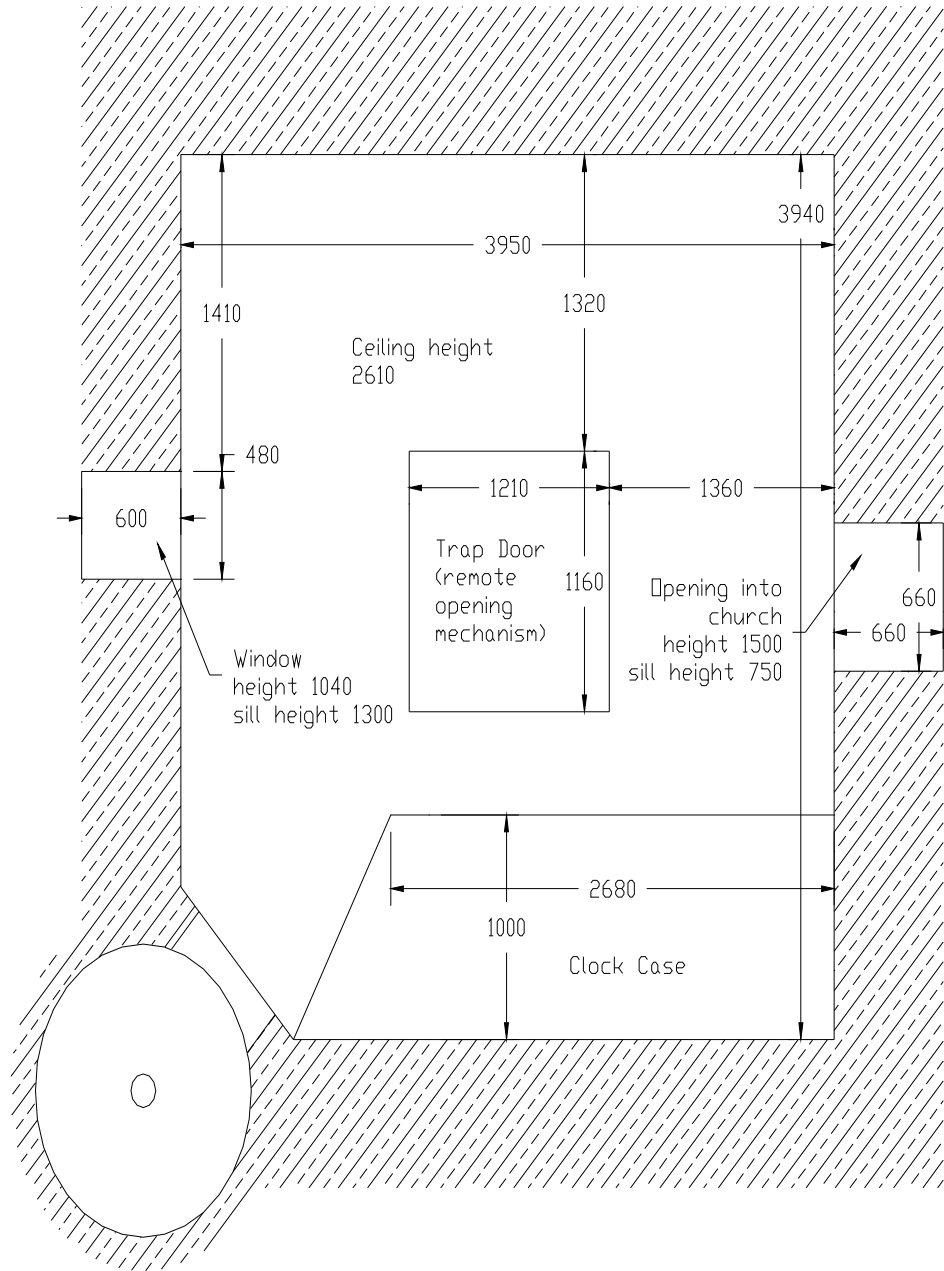 3940
3950
1320
1410
Ceiling height
2610
480
1210
1360
600
Trap Door
(remote
opening
mechanism)
1160
Opening into
church
height 1500
sill height 750
660
660
Window
height 1040
sill height 1300
2680
1000
Clock Case